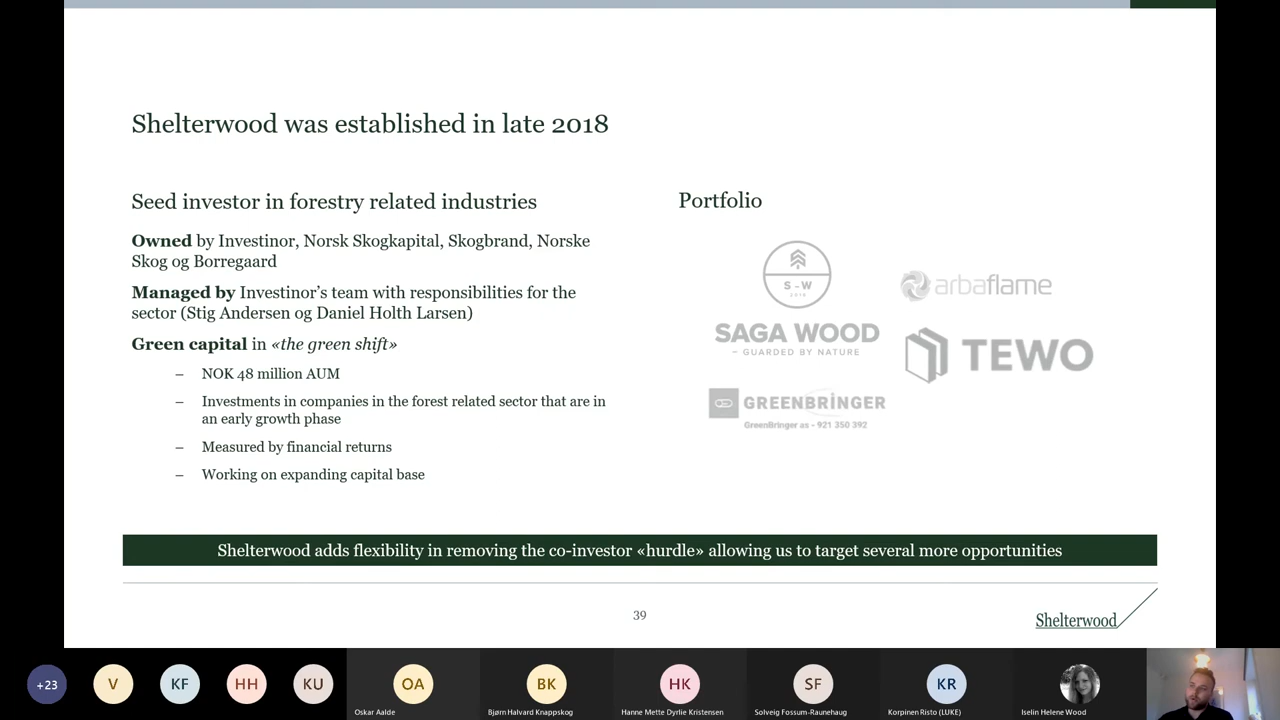 Shelterwood was established in late 2018
Seed investor in forestry related industries
Owned by Investinor, Norsk Skogkapital, Skogbrand, Norske
Skog og Borregaard
Managed by Investinor’s team with responsibilities for the
sector (Stig Andersen og Daniel Holth Larsen)
Green capital in «the green shift»
– NOK 48 million AUM
– Investments in companies in the forest related sector that are in
an early growth phase
– Measured by financial returns
– Working on expanding capital base
Portfolio
S - W
2018
SAGA WOOD
– GUARDED BY NATURE –
arbaflame
TEWO
GREENBRINGER
GreenBringer as - 921 350 392
Shelterwood adds flexibility in removing the co-investor «hurdle» allowing us to target several more opportunities
39
Shelterwood
+23
V
KF
HH
KU
OA
Oskar Aalde
BK
Bjørn Halvard Knappskog
HK
Hanne Mette Dyrlie Kristensen
SF
Solveig Fossum-Raunehaug
KR
Korpinen Risto (LUKE)
Iselin Helene Wood